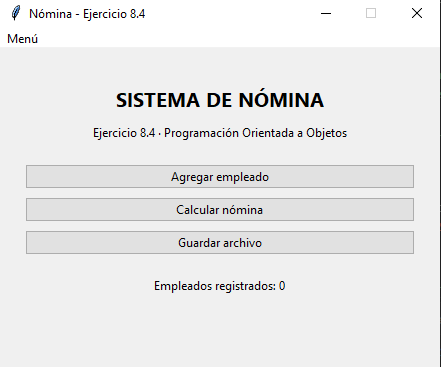 Nómina - Ejercicio 8.4
Menú
SISTEMA DE NÓMINA
Ejercicio 8.4 · Programación Orientada a Objetos
Agregar empleado
Calcular nómina
Guardar archivo
Empleados registrados: 0